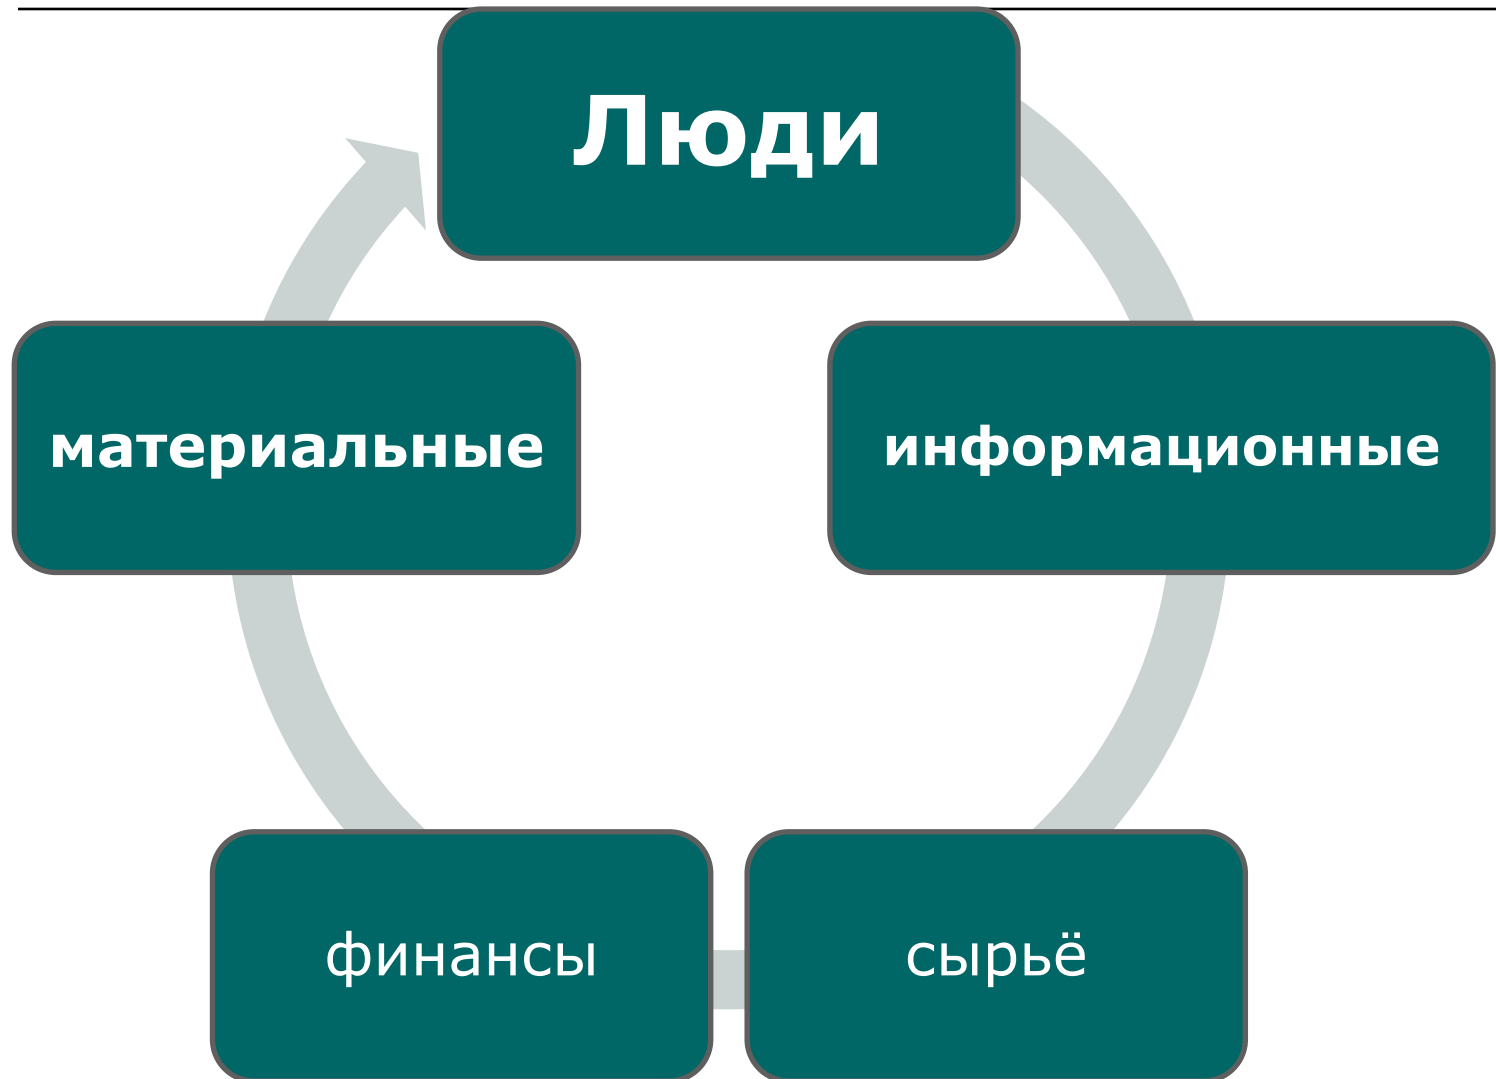 Люди
материальные
информационные
финансы
сырьё